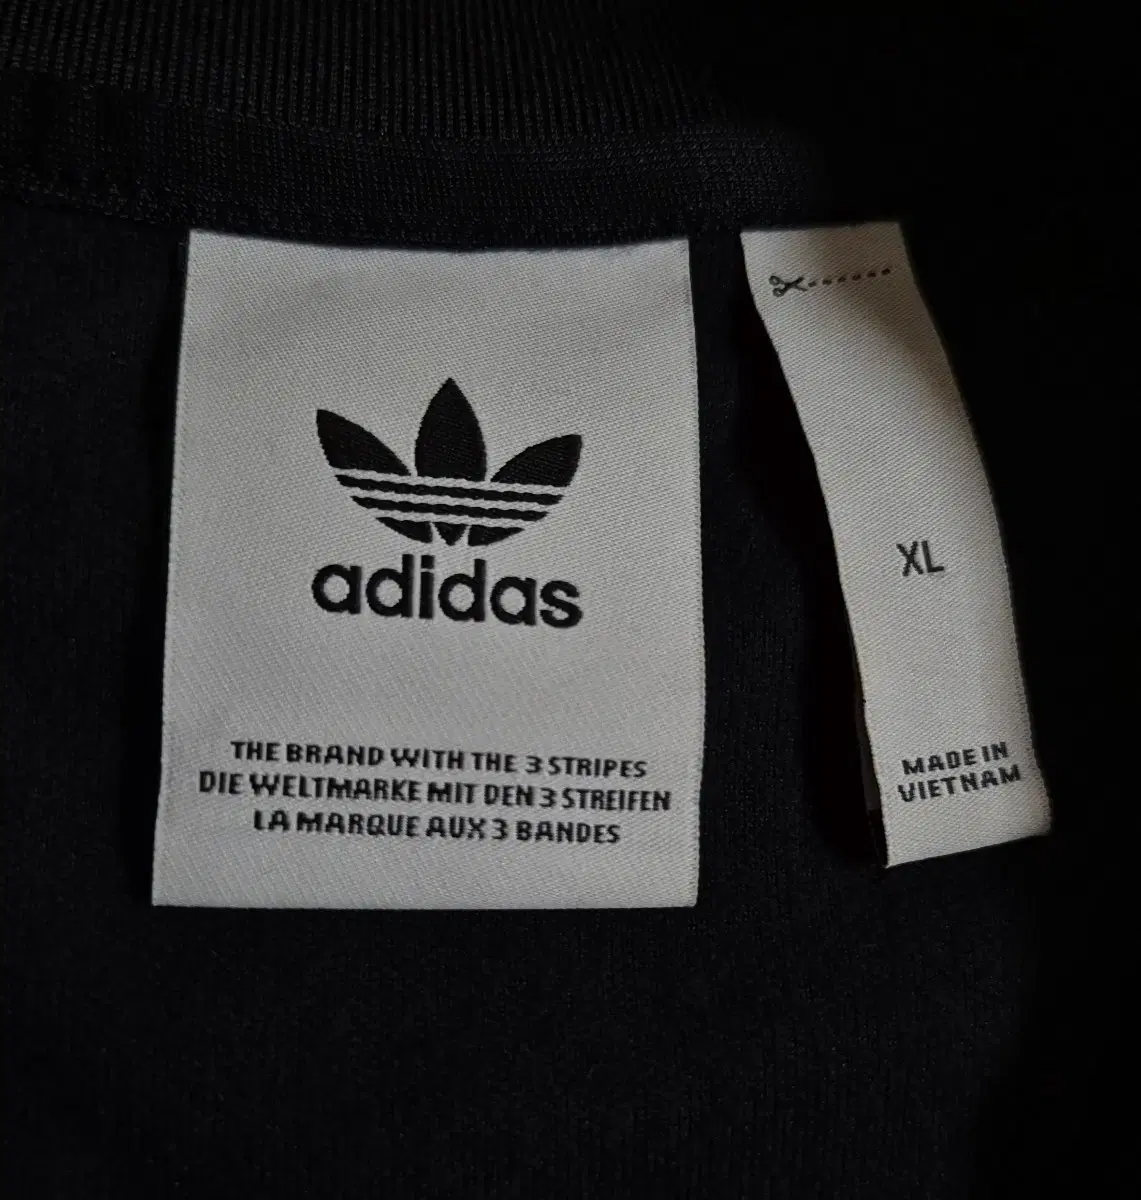 adidas
THE BRAND WITH THE 3 STRIPES
DIE WELTMARKE MIT DEN 3 STREIFEN
LA MARQUE AUX 3 BANDES
XL
MADE IN
VIETNAM